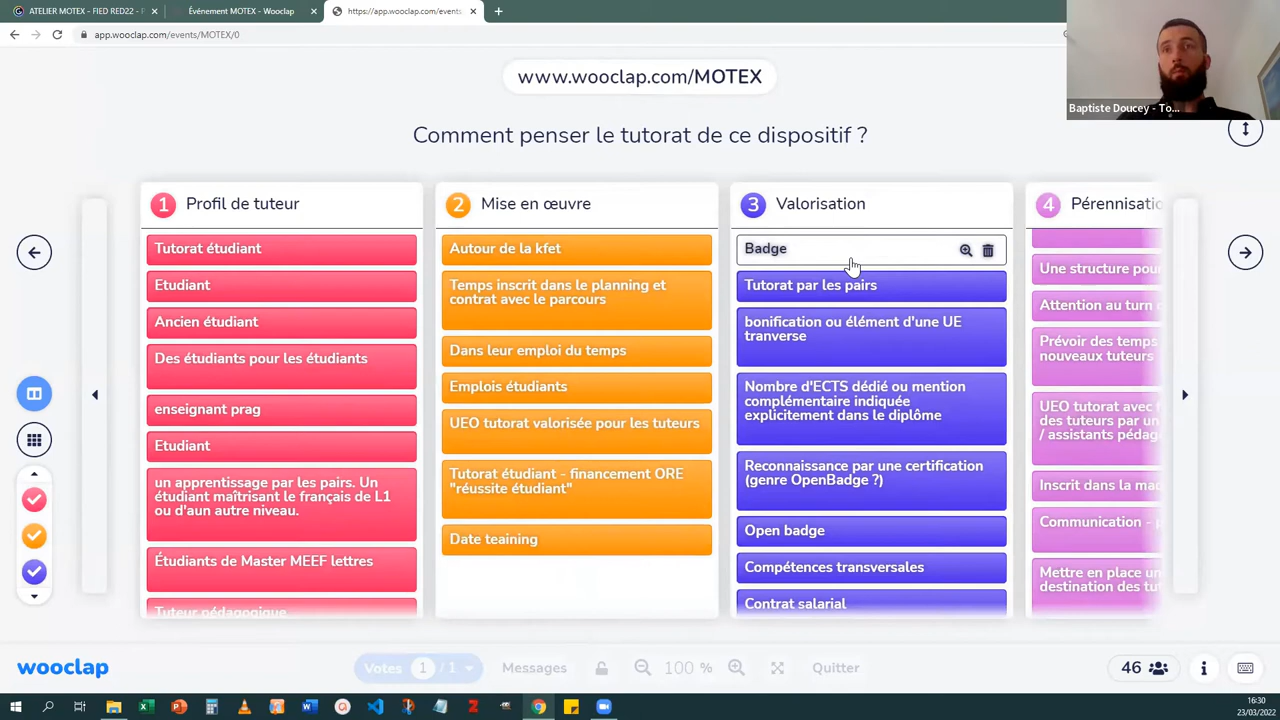 ATELIER MOTEX - FIED RED22 - P
Événement MOTEX - Wooclap
https://app.wooclap.com/events
app.wooclap.com/events/MOTEX/0
www.wooclap.com/MOTEX
Baptiste Doucey - To...
Comment penser le tutorat de ce dispositif ?
1 Profil de tuteur
Tutorat étudiant
Etudiant
Ancien étudiant
Des étudiants pour les étudiants
enseignant prag
Etudiant
un apprentissage par les pairs. Un
étudiant maîtrisant le français de L1
ou d'aun autre niveau.
Étudiants de Master MEEF lettres
Tuteur pédagogique
2 Mise en œuvre
Autour de la kfet
Temps inscrit dans le planning et
contrat avec le parcours
Dans leur emploi du temps
Emplois étudiants
UEO tutorat valorisée pour les tuteurs
Tutorat étudiant - financement ORE
"réussite étudiant"
Date teaining
3 Valorisation
Badge
Tutorat par les pairs
bonification ou élément d'une UE
tranverse
Nombre d'ECTS dédié ou mention
complémentaire indiquée
explicitement dans le diplôme
Reconnaissance par une certification
(genre OpenBadge ?)
Open badge
Compétences transversales
Contrat salarial
4 Pérennisatio
Une structure pour
Attention au turn
Prévoir des temps
nouveaux tuteurs
UEO tutorat avec
des tuteurs par un
/ assistants pédag
Inscrit dans la ma
Communication -
Mettre en place un
destination des tu
wooclap
Votes 1 / 1
Messages
100 %
Quitter
46
16:30
23/03/2022